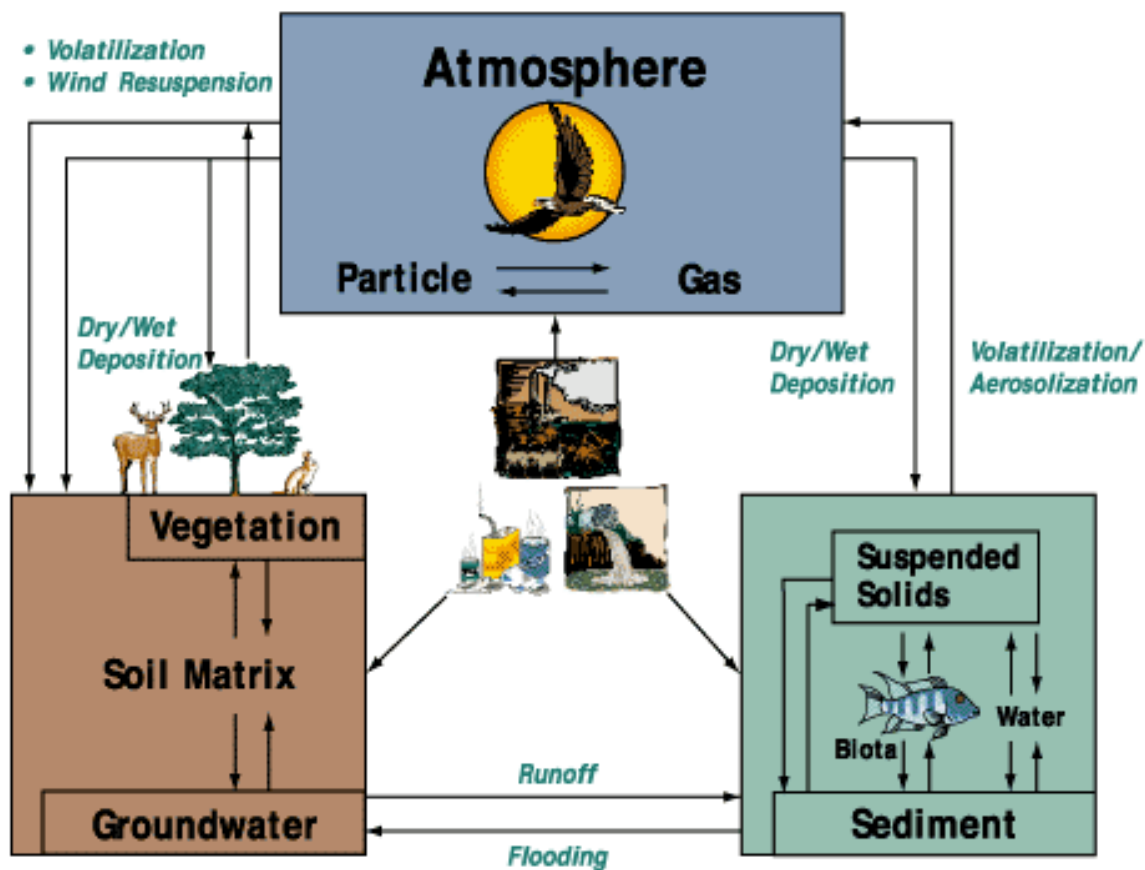 • Volatilization
• Wind Resuspension
Atmosphere
Particle
Gas
Dry/Wet
Deposition
Dry/Wet
Deposition
Volatilization/
Aerosolization
Vegetation
Suspended
Solids
Soil Matrix
Water
Biota
Runoff
Groundwater
Sediment
Flooding